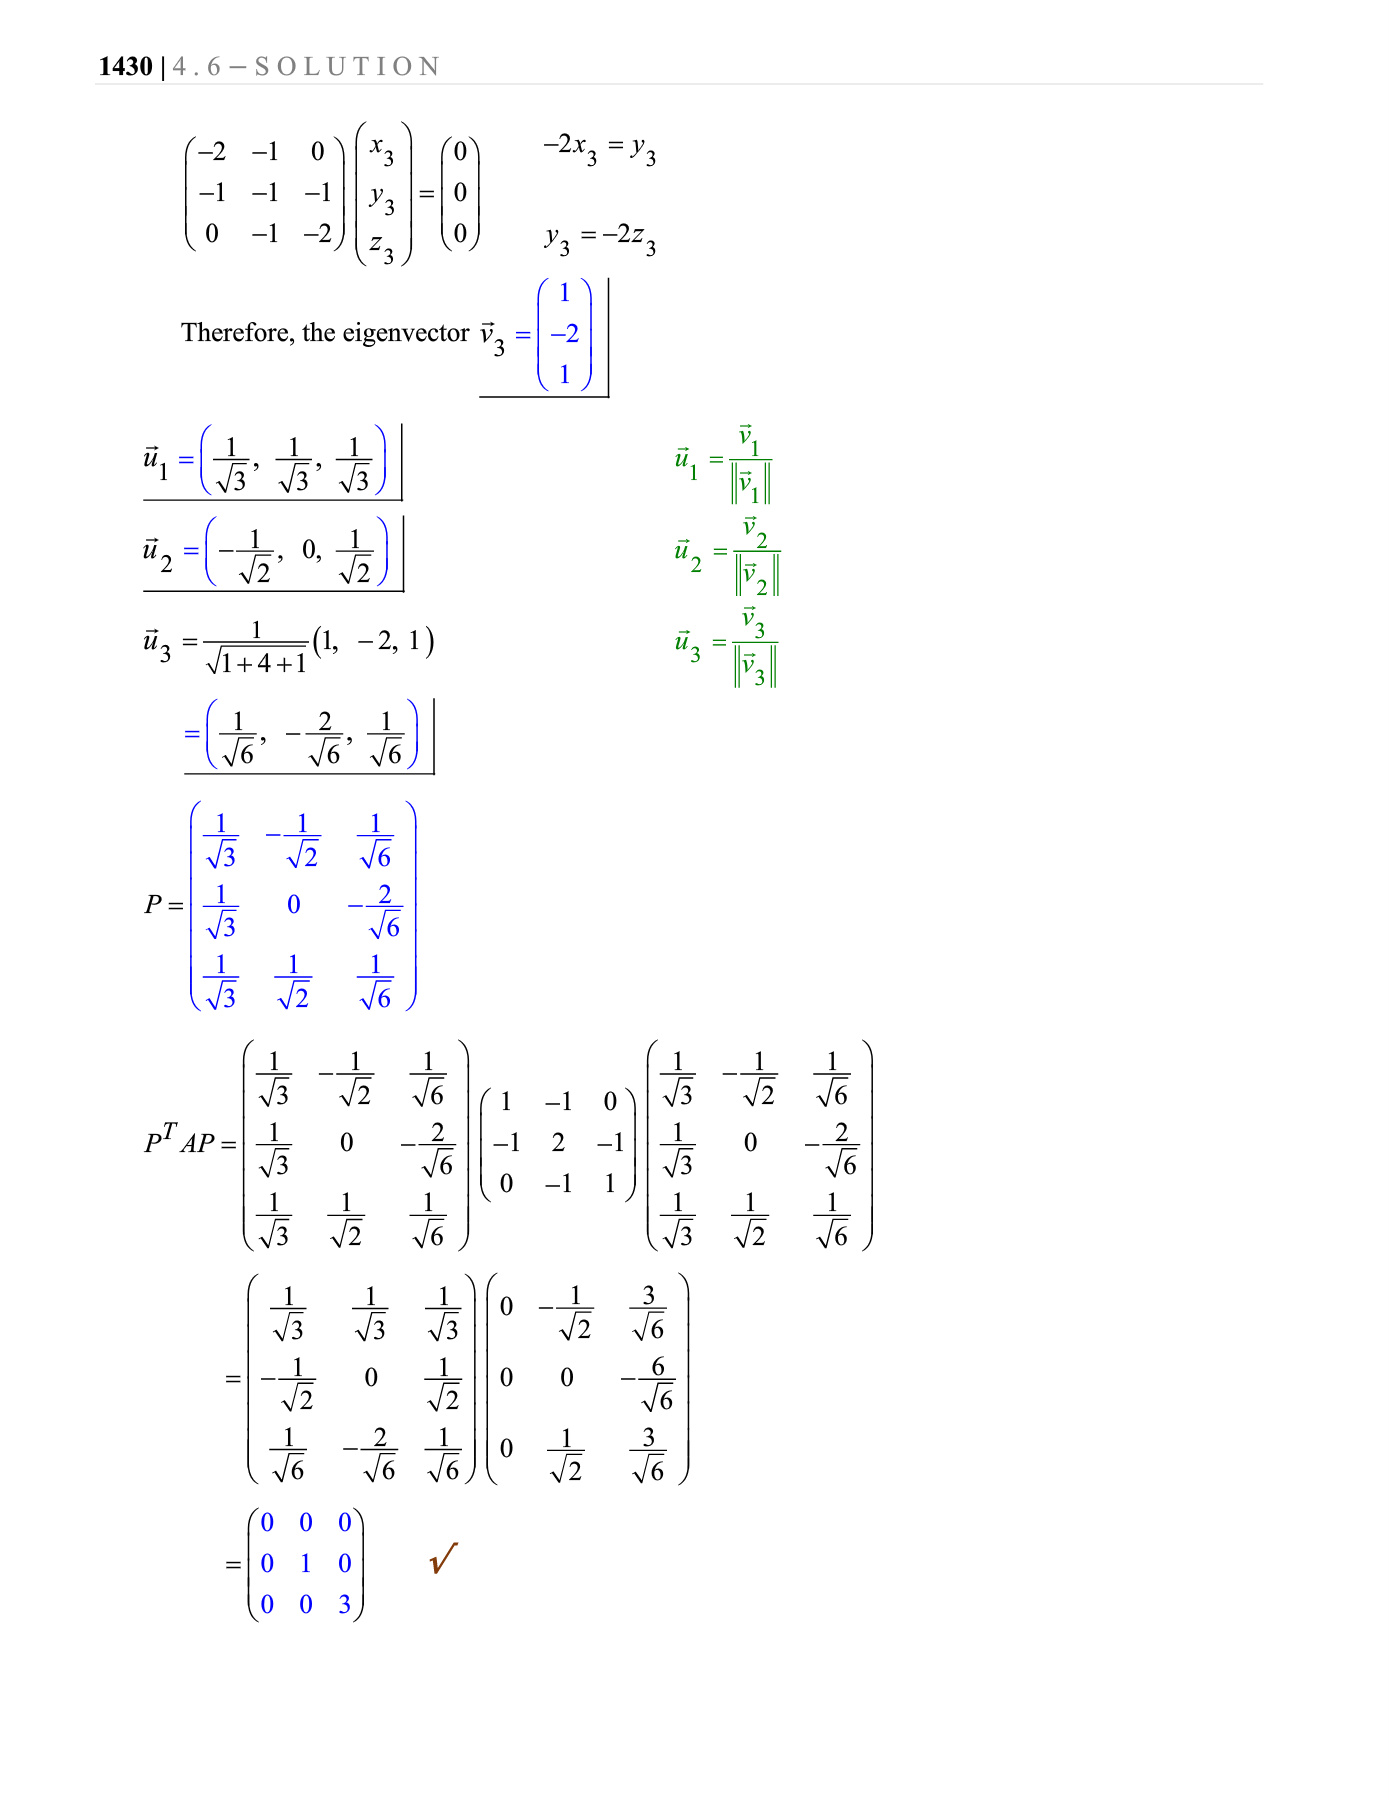 1430 | 4.6 – SOLUTION
\begin{pmatrix} -2 & -1 & 0 \\ -1 & -1 & -1 \\ 0 & -1 & -2 \end{pmatrix} \begin{pmatrix} x_3 \\ y_3 \\ z_3 \end{pmatrix} = \begin{pmatrix} 0 \\ 0 \\ 0 \end{pmatrix} \quad -2x_3 = y_3 \quad y_3 = -2z_3
Therefore, the eigenvector \vec{v}_3 = \begin{pmatrix} 1 \\ -2 \\ 1 \end{pmatrix}
\vec{u}_1 = \left( \frac{1}{\sqrt{3}}, \frac{1}{\sqrt{3}}, \frac{1}{\sqrt{3}} \right) \quad \vec{u}_1 = \frac{\vec{v}_1}{\|\vec{v}_1\|}
\vec{u}_2 = \left( -\frac{1}{\sqrt{2}}, 0, \frac{1}{\sqrt{2}} \right) \quad \vec{u}_2 = \frac{\vec{v}_2}{\|\vec{v}_2\|}
\vec{u}_3 = \frac{1}{\sqrt{1+4+1}} (1, -2, 1) \quad \vec{u}_3 = \frac{\vec{v}_3}{\|\vec{v}_3\|}
= \left( \frac{1}{\sqrt{6}}, -\frac{2}{\sqrt{6}}, \frac{1}{\sqrt{6}} \right)
P = \begin{pmatrix} \frac{1}{\sqrt{3}} & -\frac{1}{\sqrt{2}} & \frac{1}{\sqrt{6}} \\ \frac{1}{\sqrt{3}} & 0 & -\frac{2}{\sqrt{6}} \\ \frac{1}{\sqrt{3}} & \frac{1}{\sqrt{2}} & \frac{1}{\sqrt{6}} \end{pmatrix}
P^T AP = \begin{pmatrix} \frac{1}{\sqrt{3}} & -\frac{1}{\sqrt{2}} & \frac{1}{\sqrt{6}} \\ \frac{1}{\sqrt{3}} & 0 & -\frac{2}{\sqrt{6}} \\ \frac{1}{\sqrt{3}} & \frac{1}{\sqrt{2}} & \frac{1}{\sqrt{6}} \end{pmatrix} \begin{pmatrix} 1 & -1 & 0 \\ -1 & 2 & -1 \\ 0 & -1 & 1 \end{pmatrix} \begin{pmatrix} \frac{1}{\sqrt{3}} & -\frac{1}{\sqrt{2}} & \frac{1}{\sqrt{6}} \\ \frac{1}{\sqrt{3}} & 0 & -\frac{2}{\sqrt{6}} \\ \frac{1}{\sqrt{3}} & \frac{1}{\sqrt{2}} & \frac{1}{\sqrt{6}} \end{pmatrix}
= \begin{pmatrix} \frac{1}{\sqrt{3}} & \frac{1}{\sqrt{3}} & \frac{1}{\sqrt{3}} \\ -\frac{1}{\sqrt{2}} & 0 & \frac{1}{\sqrt{2}} \\ \frac{1}{\sqrt{6}} & -\frac{2}{\sqrt{6}} & \frac{1}{\sqrt{6}} \end{pmatrix} \begin{pmatrix} 0 & -\frac{1}{\sqrt{2}} & \frac{3}{\sqrt{6}} \\ 0 & 0 & -\frac{6}{\sqrt{6}} \\ 0 & \frac{1}{\sqrt{2}} & \frac{3}{\sqrt{6}} \end{pmatrix}
= \begin{pmatrix} 0 & 0 & 0 \\ 0 & 1 & 0 \\ 0 & 0 & 3 \end{pmatrix} \quad √